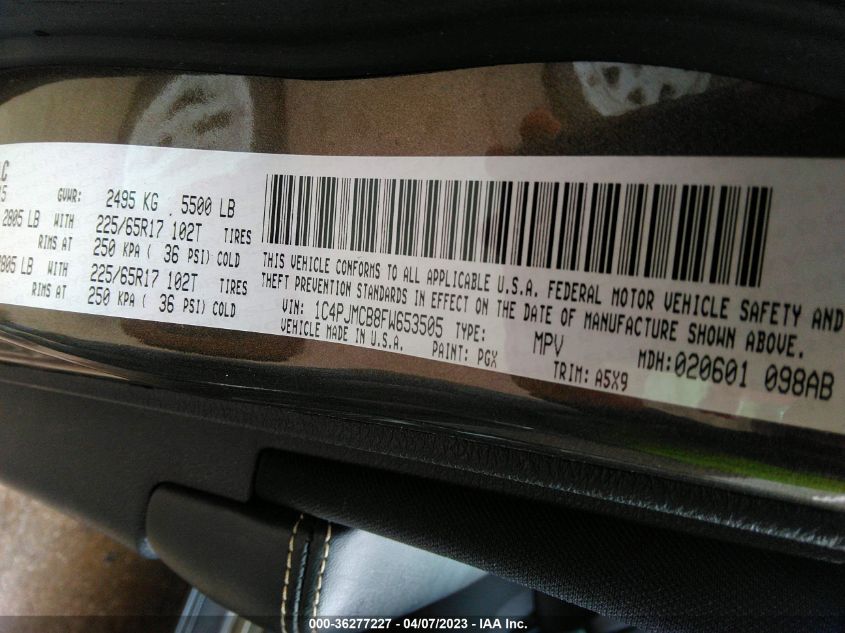 C
5
GVWR: 2495 KG . 5500 LB
2805 LB WITH 225/65R17 102T TIRES
RIMS AT 250 KPA ( 36 PSI) COLD
2805 LB WITH 225/65R17 102T TIRES
RIMS AT 250 KPA ( 36 PSI) COLD
THIS VEHICLE CONFORMS TO ALL APPLICABLE U.S.A. FEDERAL MOTOR VEHICLE SAFETY AND
THEFT PREVENTION STANDARDS IN EFFECT ON THE DATE OF MANUFACTURE SHOWN ABOVE.
VIN: 1C4PJMCB8FW653505 TYPE: MPV MDH:020601 098AB
VEHICLE MADE IN U.S.A. PAINT: PGX TRIM: A5X9
000-36277227 - 04/07/2023 - IAA Inc.